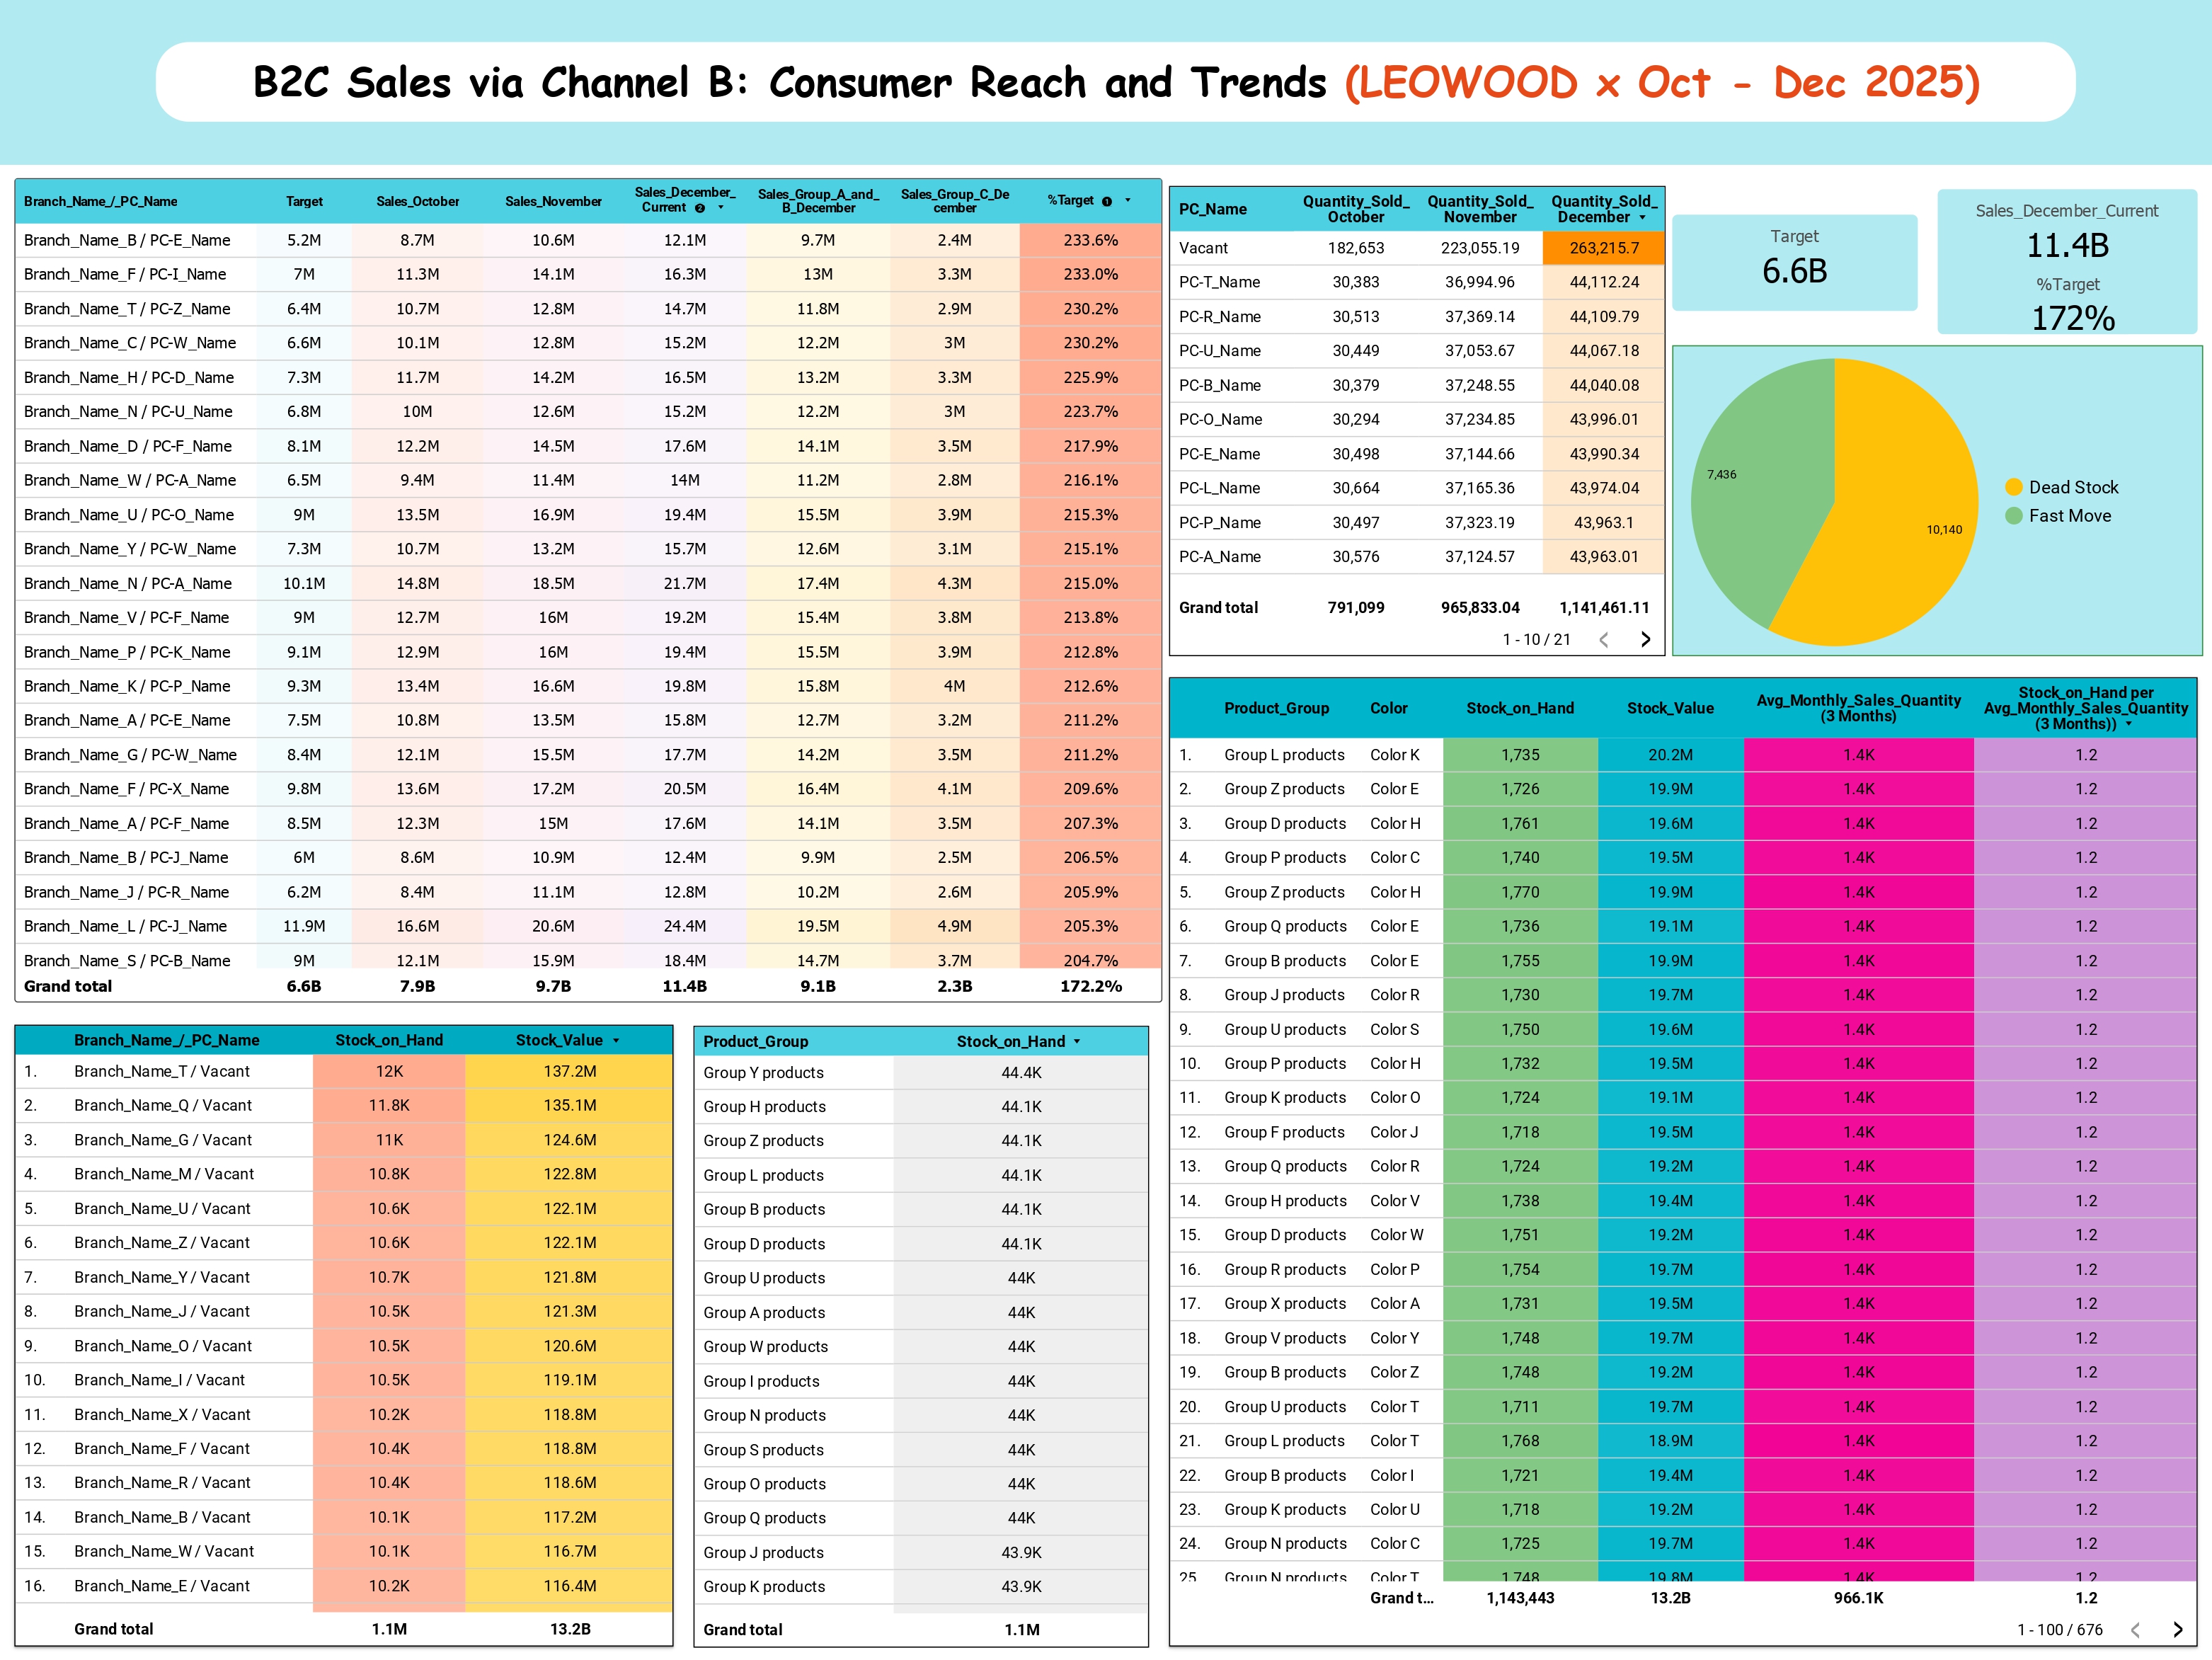 B2C Sales via Channel B: Consumer Reach and Trends (LEOWOOD x Oct - Dec 2025)
Branch_Name_/_PC_Name Target Sales_October Sales_November Sales_December_Current ❷ Sales_Group_A_and_B_December Sales_Group_C_December %Target ❶
Branch_Name_B / PC-E_Name 5.2M 8.7M 10.6M 12.1M 9.7M 2.4M 233.6%
Branch_Name_F / PC-I_Name 7M 11.3M 14.1M 16.3M 13M 3.3M 233.0%
Branch_Name_T / PC-Z_Name 6.4M 10.7M 12.8M 14.7M 11.8M 2.9M 230.2%
Branch_Name_C / PC-W_Name 6.6M 10.1M 12.8M 15.2M 12.2M 3M 230.2%
Branch_Name_H / PC-D_Name 7.3M 11.7M 14.2M 16.5M 13.2M 3.3M 225.9%
Branch_Name_N / PC-U_Name 6.8M 10M 12.6M 15.2M 12.2M 3M 223.7%
Branch_Name_D / PC-F_Name 8.1M 12.2M 14.5M 17.6M 14.1M 3.5M 217.9%
Branch_Name_W / PC-A_Name 6.5M 9.4M 11.4M 14M 11.2M 2.8M 216.1%
Branch_Name_U / PC-O_Name 9M 13.5M 16.9M 19.4M 15.5M 3.9M 215.3%
Branch_Name_Y / PC-W_Name 7.3M 10.7M 13.2M 15.7M 12.6M 3.1M 215.1%
Branch_Name_N / PC-A_Name 10.1M 14.8M 18.5M 21.7M 17.4M 4.3M 215.0%
Branch_Name_V / PC-F_Name 9M 12.7M 16M 19.2M 15.4M 3.8M 213.8%
Branch_Name_P / PC-K_Name 9.1M 12.9M 16M 19.4M 15.5M 3.9M 212.8%
Branch_Name_K / PC-P_Name 9.3M 13.4M 16.6M 19.8M 15.8M 4M 212.6%
Branch_Name_A / PC-E_Name 7.5M 10.8M 13.5M 15.8M 12.7M 3.2M 211.2%
Branch_Name_G / PC-W_Name 8.4M 12.1M 15.5M 17.7M 14.2M 3.5M 211.2%
Branch_Name_F / PC-X_Name 9.8M 13.6M 17.2M 20.5M 16.4M 4.1M 209.6%
Branch_Name_A / PC-F_Name 8.5M 12.3M 15M 17.6M 14.1M 3.5M 207.3%
Branch_Name_B / PC-J_Name 6M 8.6M 10.9M 12.4M 9.9M 2.5M 206.5%
Branch_Name_J / PC-R_Name 6.2M 8.4M 11.1M 12.8M 10.2M 2.6M 205.9%
Branch_Name_L / PC-J_Name 11.9M 16.6M 20.6M 24.4M 19.5M 4.9M 205.3%
Branch_Name_S / PC-B_Name 9M 12.1M 15.9M 18.4M 14.7M 3.7M 204.7%
Grand total 6.6B 7.9B 9.7B 11.4B 9.1B 2.3B 172.2%
PC_Name Quantity_Sold_October Quantity_Sold_November Quantity_Sold_December
Vacant 182,653 223,055.19 263,215.7
PC-T_Name 30,383 36,994.96 44,112.24
PC-R_Name 30,513 37,369.14 44,109.79
PC-U_Name 30,449 37,053.67 44,067.18
PC-B_Name 30,379 37,248.55 44,040.08
PC-O_Name 30,294 37,234.85 43,996.01
PC-E_Name 30,498 37,144.66 43,990.34
PC-L_Name 30,664 37,165.36 43,974.04
PC-P_Name 30,497 37,323.19 43,963.1
PC-A_Name 30,576 37,124.57 43,963.01
Grand total 791,099 965,833.04 1,141,461.11
1 - 10 / 21
Target
6.6B
Sales_December_Current
11.4B
%Target
172%
7,436
10,140
Dead Stock
Fast Move
Branch_Name_/_PC_Name Stock_on_Hand Stock_Value
1. Branch_Name_T / Vacant 12K 137.2M
2. Branch_Name_Q / Vacant 11.8K 135.1M
3. Branch_Name_G / Vacant 11K 124.6M
4. Branch_Name_M / Vacant 10.8K 122.8M
5. Branch_Name_U / Vacant 10.6K 122.1M
6. Branch_Name_Z / Vacant 10.6K 122.1M
7. Branch_Name_Y / Vacant 10.7K 121.8M
8. Branch_Name_J / Vacant 10.5K 121.3M
9. Branch_Name_O / Vacant 10.5K 120.6M
10. Branch_Name_I / Vacant 10.5K 119.1M
11. Branch_Name_X / Vacant 10.2K 118.8M
12. Branch_Name_F / Vacant 10.4K 118.8M
13. Branch_Name_R / Vacant 10.4K 118.6M
14. Branch_Name_B / Vacant 10.1K 117.2M
15. Branch_Name_W / Vacant 10.1K 116.7M
16. Branch_Name_E / Vacant 10.2K 116.4M
Grand total 1.1M 13.2B
Product_Group Stock_on_Hand
Group Y products 44.4K
Group H products 44.1K
Group Z products 44.1K
Group L products 44.1K
Group B products 44.1K
Group D products 44.1K
Group U products 44K
Group A products 44K
Group W products 44K
Group I products 44K
Group N products 44K
Group S products 44K
Group O products 44K
Group Q products 44K
Group J products 43.9K
Group K products 43.9K
Grand total 1.1M
Product_Group Color Stock_on_Hand Stock_Value Avg_Monthly_Sales_Quantity (3 Months) Stock_on_Hand per Avg_Monthly_Sales_Quantity (3 Months))
1. Group L products Color K 1,735 20.2M 1.4K 1.2
2. Group Z products Color E 1,726 19.9M 1.4K 1.2
3. Group D products Color H 1,761 19.6M 1.4K 1.2
4. Group P products Color C 1,740 19.5M 1.4K 1.2
5. Group Z products Color H 1,770 19.9M 1.4K 1.2
6. Group Q products Color E 1,736 19.1M 1.4K 1.2
7. Group B products Color E 1,755 19.9M 1.4K 1.2
8. Group J products Color R 1,730 19.7M 1.4K 1.2
9. Group U products Color S 1,750 19.6M 1.4K 1.2
10. Group P products Color H 1,732 19.5M 1.4K 1.2
11. Group K products Color O 1,724 19.1M 1.4K 1.2
12. Group F products Color J 1,718 19.5M 1.4K 1.2
13. Group Q products Color R 1,724 19.2M 1.4K 1.2
14. Group H products Color V 1,738 19.4M 1.4K 1.2
15. Group D products Color W 1,751 19.2M 1.4K 1.2
16. Group R products Color P 1,754 19.7M 1.4K 1.2
17. Group X products Color A 1,731 19.5M 1.4K 1.2
18. Group V products Color Y 1,748 19.7M 1.4K 1.2
19. Group B products Color Z 1,748 19.2M 1.4K 1.2
20. Group U products Color T 1,711 19.7M 1.4K 1.2
21. Group L products Color T 1,768 18.9M 1.4K 1.2
22. Group B products Color I 1,721 19.4M 1.4K 1.2
23. Group K products Color U 1,718 19.2M 1.4K 1.2
24. Group N products Color C 1,725 19.7M 1.4K 1.2
25. Group N products Color T 1,748 19.8M 1.4K 1.2
Grand t... 1,143,443 13.2B 966.1K 1.2
1 - 100 / 676